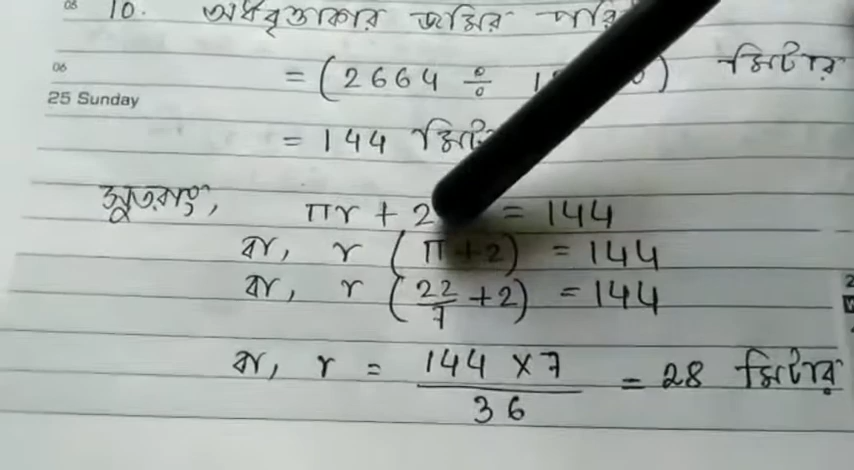 10. অর্ধবৃত্তাকার জমির
06
= (2664 ÷ মিটার
25 Sunday
= 144
সুতরাং, πr + 2 = 144
বা, r (π+2) = 144
বা, r (22/7 +2) = 144
বা, r = 144 × 7 / 36 = 28 মিটার